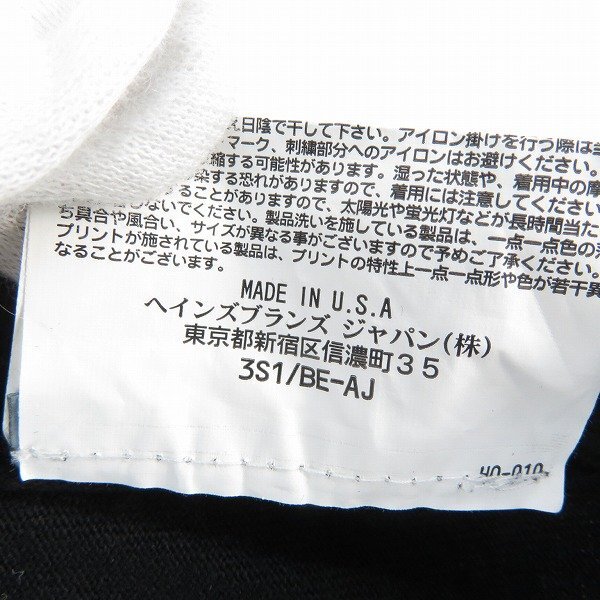 日陰で干して下さい。アイロン掛けを行う際は
マーク、刺繍部分へのアイロンはお避けください。
縮する可能性があります。湿った状態や、着用中の摩
染する恐れがありますので、着用には注意してください
ることがありますので、太陽光や蛍光灯などが長時間当た
しないでください。製品洗いを施している製品は、一点一点色の
ち具合や風合い、サイズが異なる事がございますので予めご了承ください。
プリントが施されている製品は、プリントの特性上一点一点形や色が若干異
なることがございます。
MADE IN U.S.A
ヘインズブランズ ジャパン(株)
東京都新宿区信濃町35
3S1/BE-AJ
HO-010